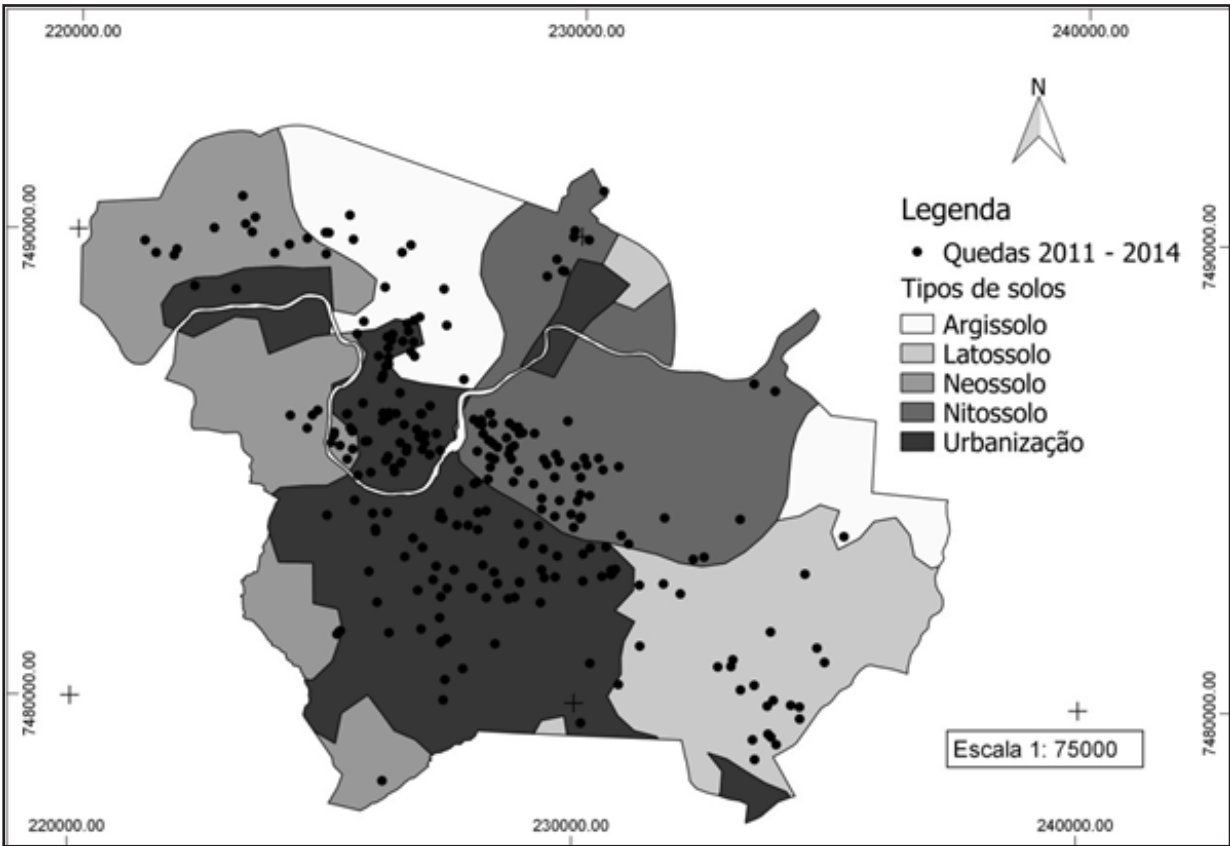 220000.00
230000.00
240000.00
N
7490000.00
7490000.00
Legenda
Quedas 2011 - 2014
Tipos de solos
Argissolo
Latossolo
Neossolo
Nitossolo
Urbanização
7480000.00
7480000.00
Escala 1: 75000
220000.00
230000.00
240000.00